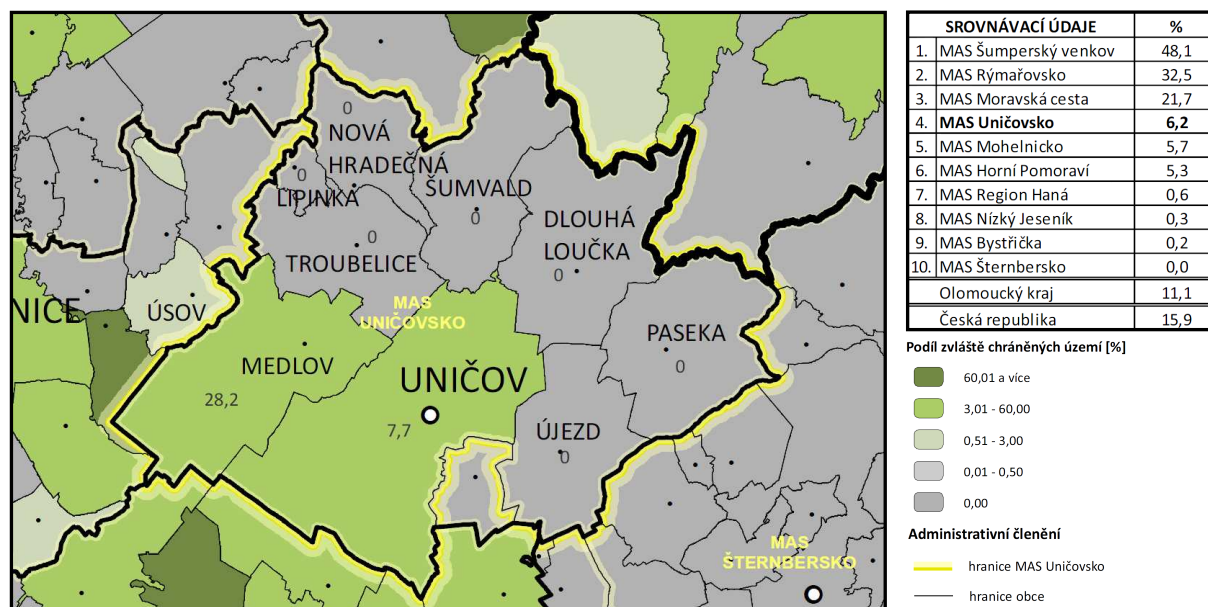 0
NOVÁ
HRADEČNÁ
0
LIPINKA
ŠUMVALD
0
0
TROUBELICE
DLOUHÁ
LOUČKA
0
NICE
ÚSOV
MAS
UNIČOVSKO
PASEKA
0
MEDLOV
28,2
UNIČOV
7,7
ÚJEZD
0
MAS
ŠTERNBERSKO
SROVNÁVACÍ ÚDAJE %
1. MAS Šumperský venkov 48,1
2. MAS Rýmařovsko 32,5
3. MAS Moravská cesta 21,7
4. MAS Uničovsko 6,2
5. MAS Mohelnicko 5,7
6. MAS Horní Pomoraví 5,3
7. MAS Region Haná 0,6
8. MAS Nízký Jeseník 0,3
9. MAS Bystřička 0,2
10. MAS Šternbersko 0,0
Olomoucký kraj 11,1
Česká republika 15,9
Podíl zvláště chráněných území [%]
60,01 a více
3,01 - 60,00
0,51 - 3,00
0,01 - 0,50
0,00
Administrativní členění
hranice MAS Uničovsko
hranice obce